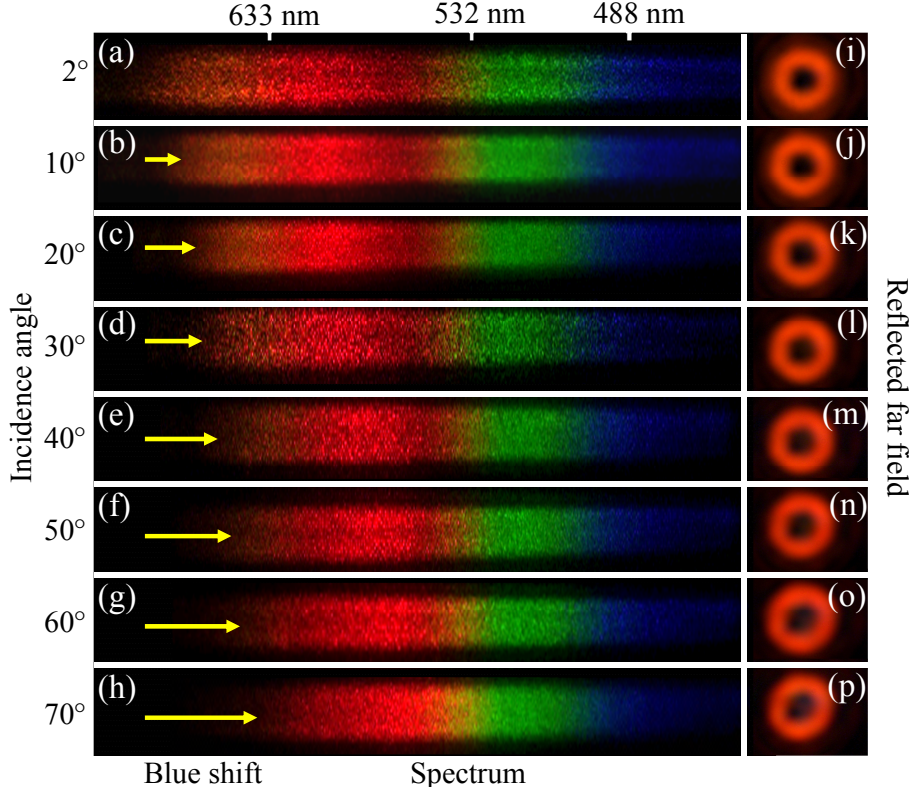 633 nm 532 nm 488 nm
2° (a) (i)
10° (b) (j)
20° (c) (k)
30° (d) (l)
40° (e) (m)
50° (f) (n)
60° (g) (o)
70° (h) (p)
Incidence angle
Reflected far field
Blue shift Spectrum